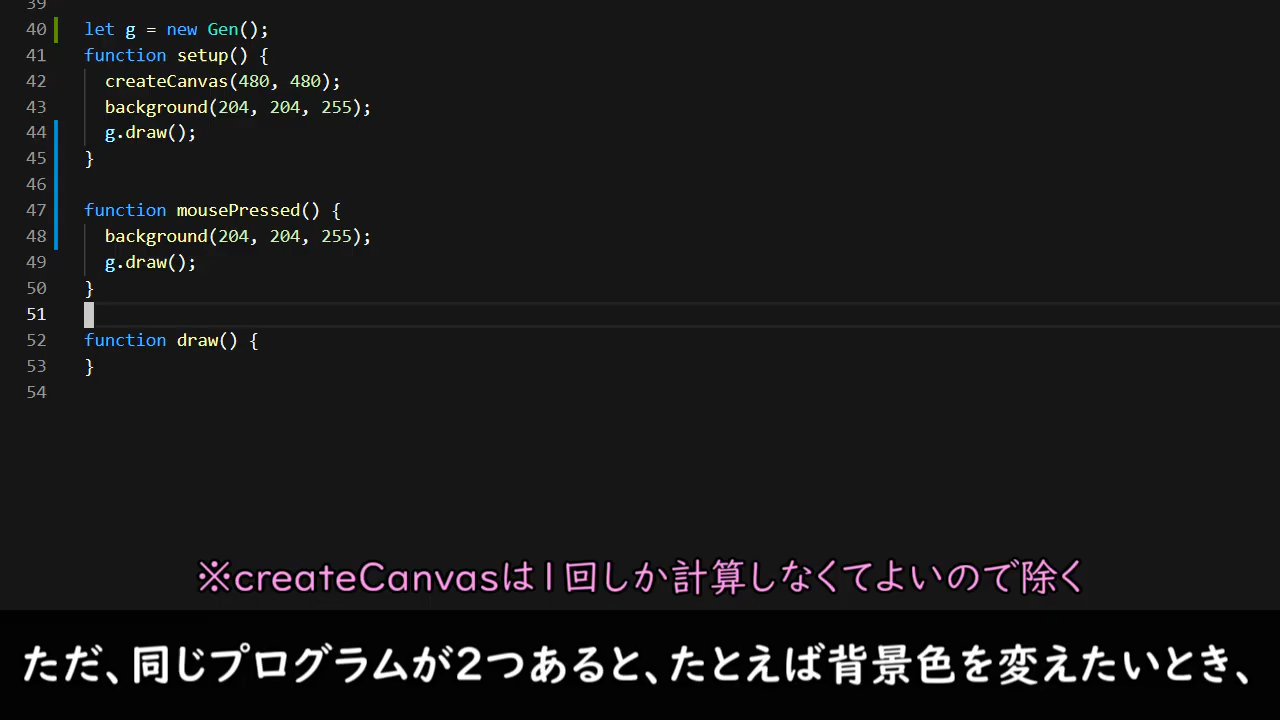 39
40 let g = new Gen();
41 function setup() {
42 createCanvas(480, 480);
43 background(204, 204, 255);
44 g.draw();
45 }
46
47 function mousePressed() {
48 background(204, 204, 255);
49 g.draw();
50 }
51
52 function draw() {
53 }
54
※createCanvasは1回しか計算しなくてよいので除く
ただ、同じプログラムが2つあると、たとえば背景色を変えたいとき、